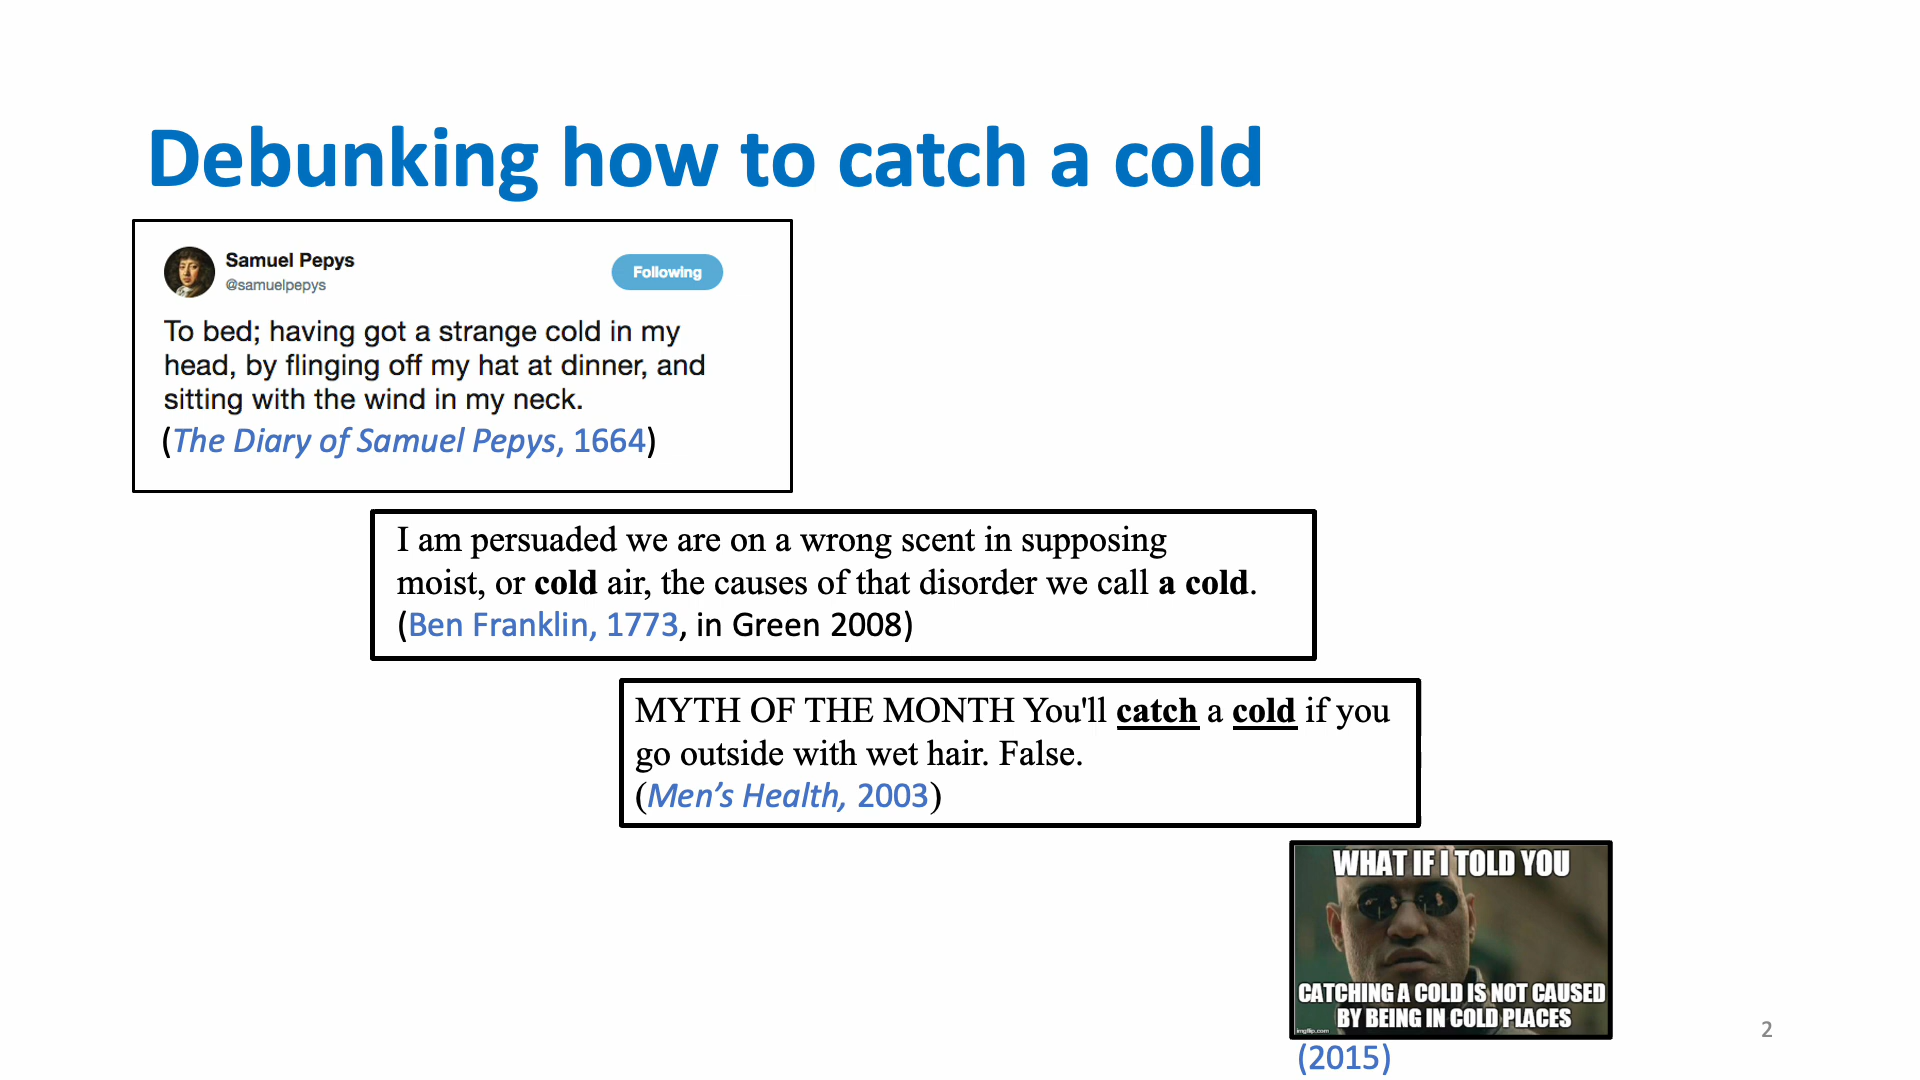 Debunking how to catch a cold
Samuel Pepys
@samuelpepys
Following
To bed; having got a strange cold in my
head, by flinging off my hat at dinner, and
sitting with the wind in my neck.
(The Diary of Samuel Pepys, 1664)
I am persuaded we are on a wrong scent in supposing
moist, or cold air, the causes of that disorder we call a cold.
(Ben Franklin, 1773, in Green 2008)
MYTH OF THE MONTH You'll catch a cold if you
go outside with wet hair. False.
(Men’s Health, 2003)
WHAT IF I TOLD YOU
CATCHING A COLD IS NOT CAUSED
BY BEING IN COLD PLACES
imgflip.com
(2015)
2